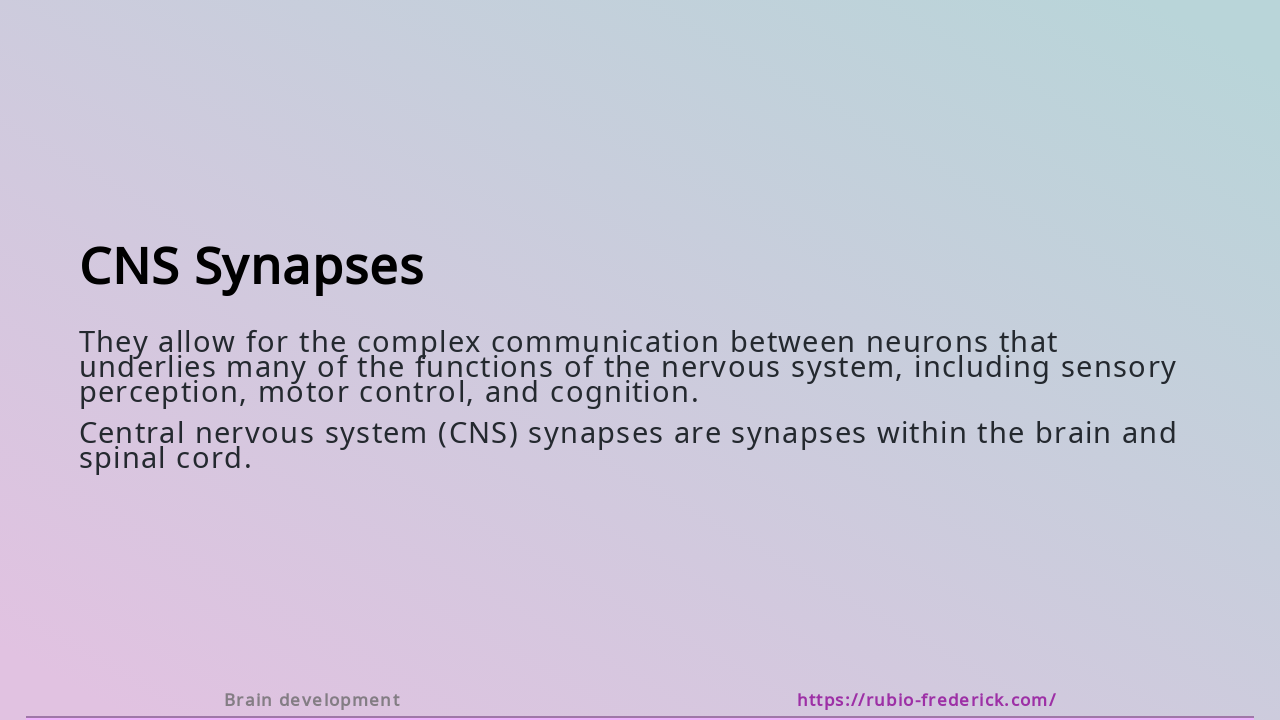 CNS Synapses
They allow for the complex communication between neurons that
underlies many of the functions of the nervous system, including sensory
perception, motor control, and cognition.
Central nervous system (CNS) synapses are synapses within the brain and
spinal cord.
Brain development
https://rubio-frederick.com/